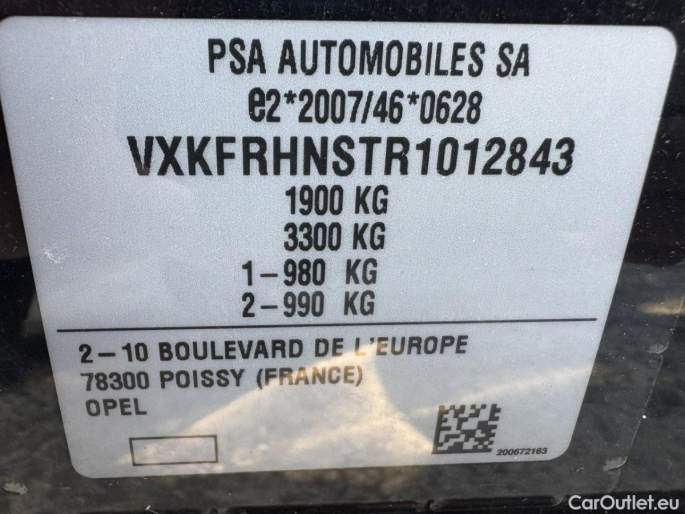 PSA AUTOMOBILES SA
e2*2007/46*0628
VXKFRHNSTR1012843
1900 KG
3300 KG
1-980 KG
2-990 KG
2-10 BOULEVARD DE L'EUROPE
78300 POISSY (FRANCE)
OPEL
200672163
CarOutlet.eu